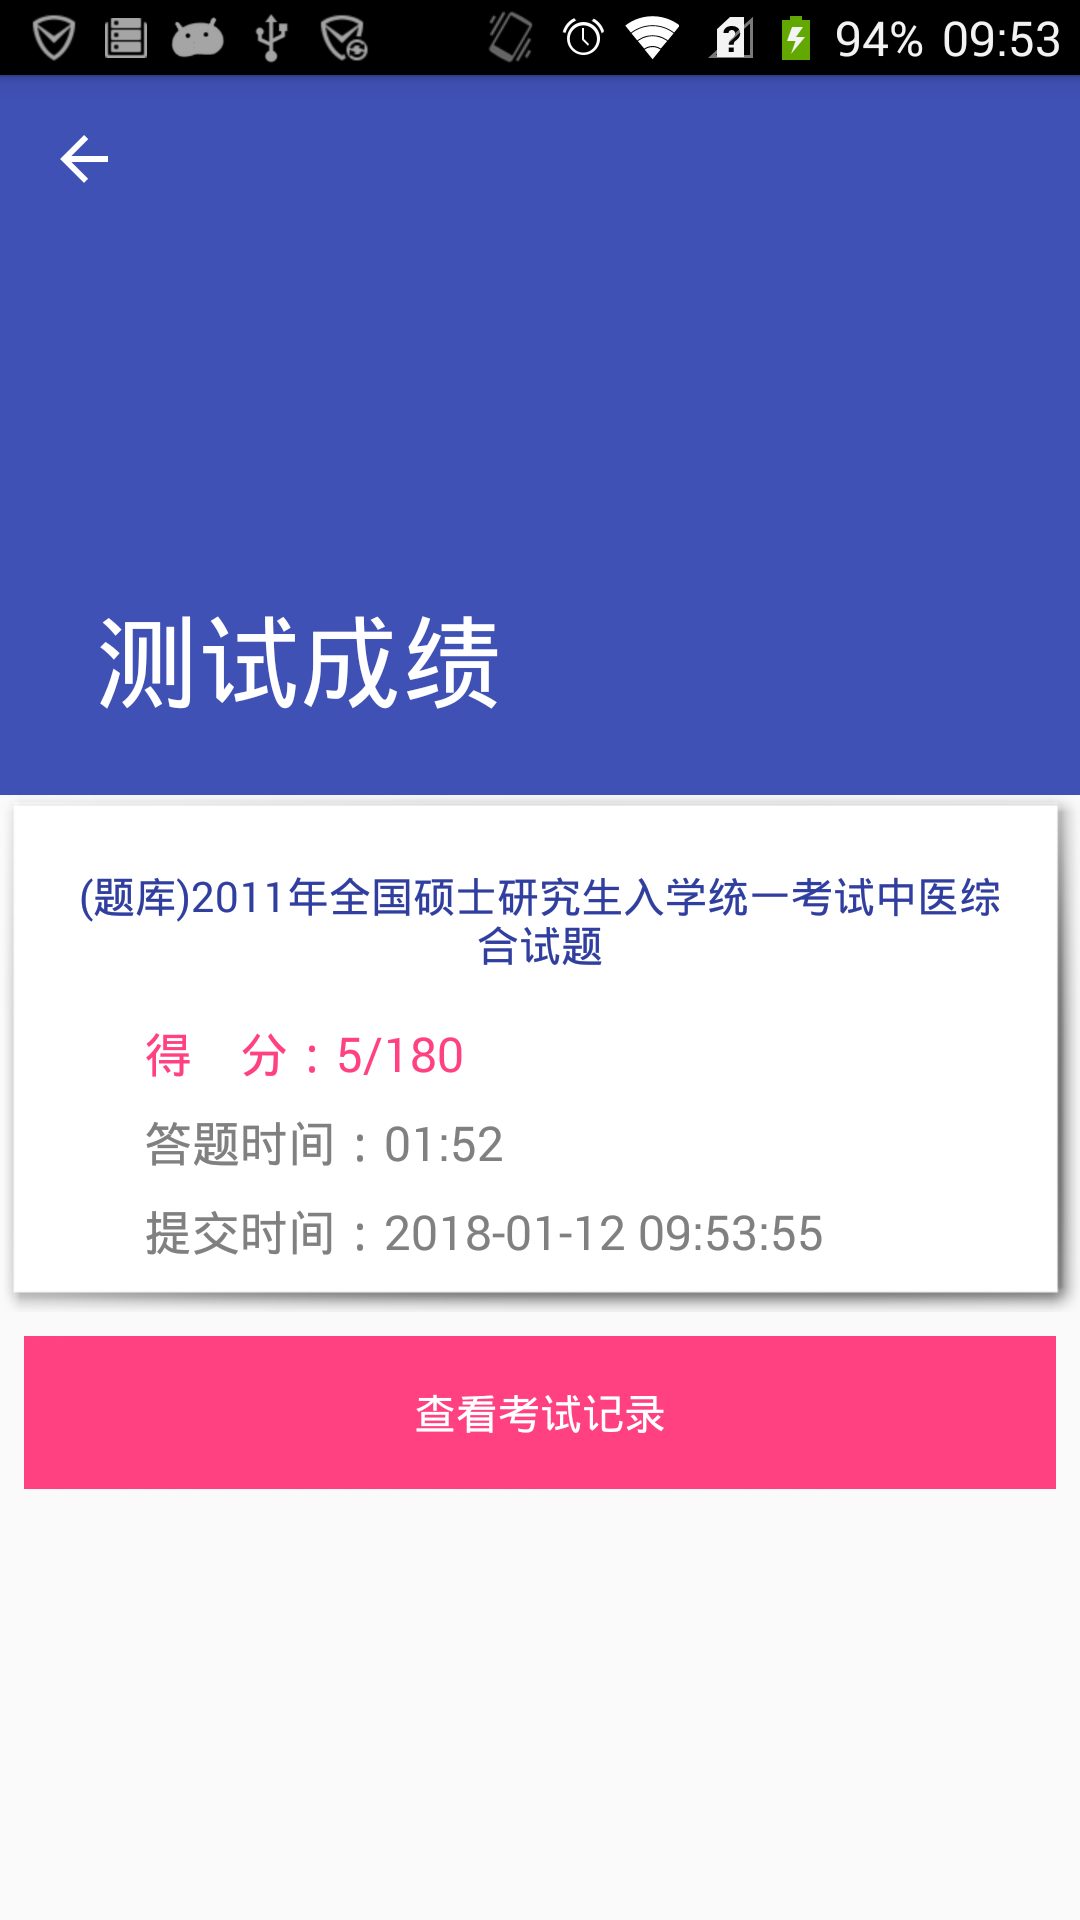 94% 09:53
测试成绩
(题库)2011年全国硕士研究生入学统一考试中医综
合试题
得　分：5/180
答题时间：01:52
提交时间：2018-01-12 09:53:55
查看考试记录